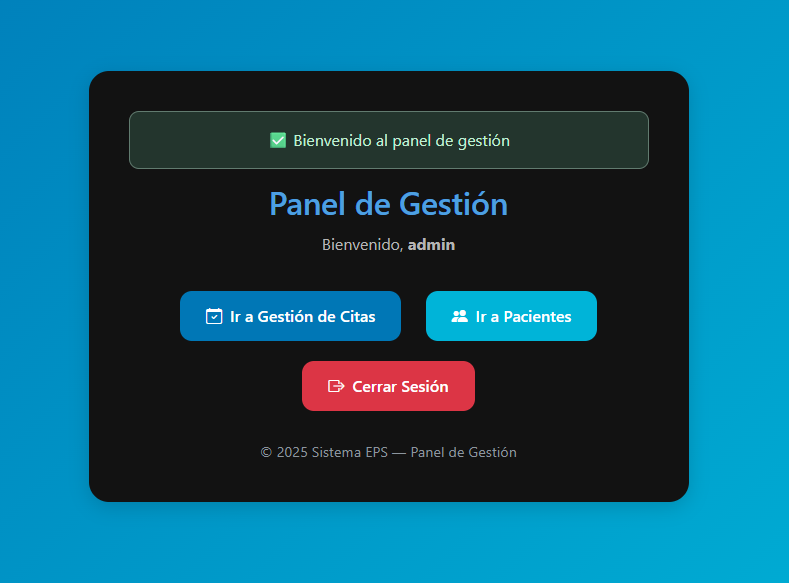 ✅ Bienvenido al panel de gestión
Panel de Gestión
Bienvenido, admin
Ir a Gestión de Citas
Ir a Pacientes
Cerrar Sesión
© 2025 Sistema EPS — Panel de Gestión